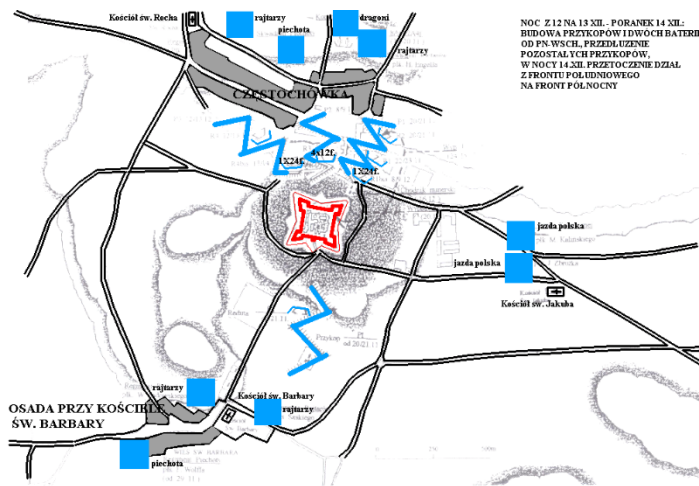 Kościół św. Rocha
rajtarzy
piechota
dragoni
rajtarzy
NOC Z 12 NA 13 XII. - PORANEK 14 XII.:
BUDOWA PRZYKOPÓW I DWÓCH BATERII
OD PN-WSCH., PRZEDŁUŻENIE
POZOSTAŁYCH PRZYKOPÓW,
W NOCY 14 XII. PRZETOCZENIE DZIAŁ
Z FRONTU POŁUDNIOWEGO
NA FRONT PÓŁNOCNY
CZĘSTOCHÓWKA
1X24f.
4x12f.
1X24f.
jazda polska
jazda polska
Kościół św. Jakuba
rajtarzy
Kościół św. Barbary
rajtarzy
OSADA PRZY KOŚCIELE
ŚW. BARBARY
piechota